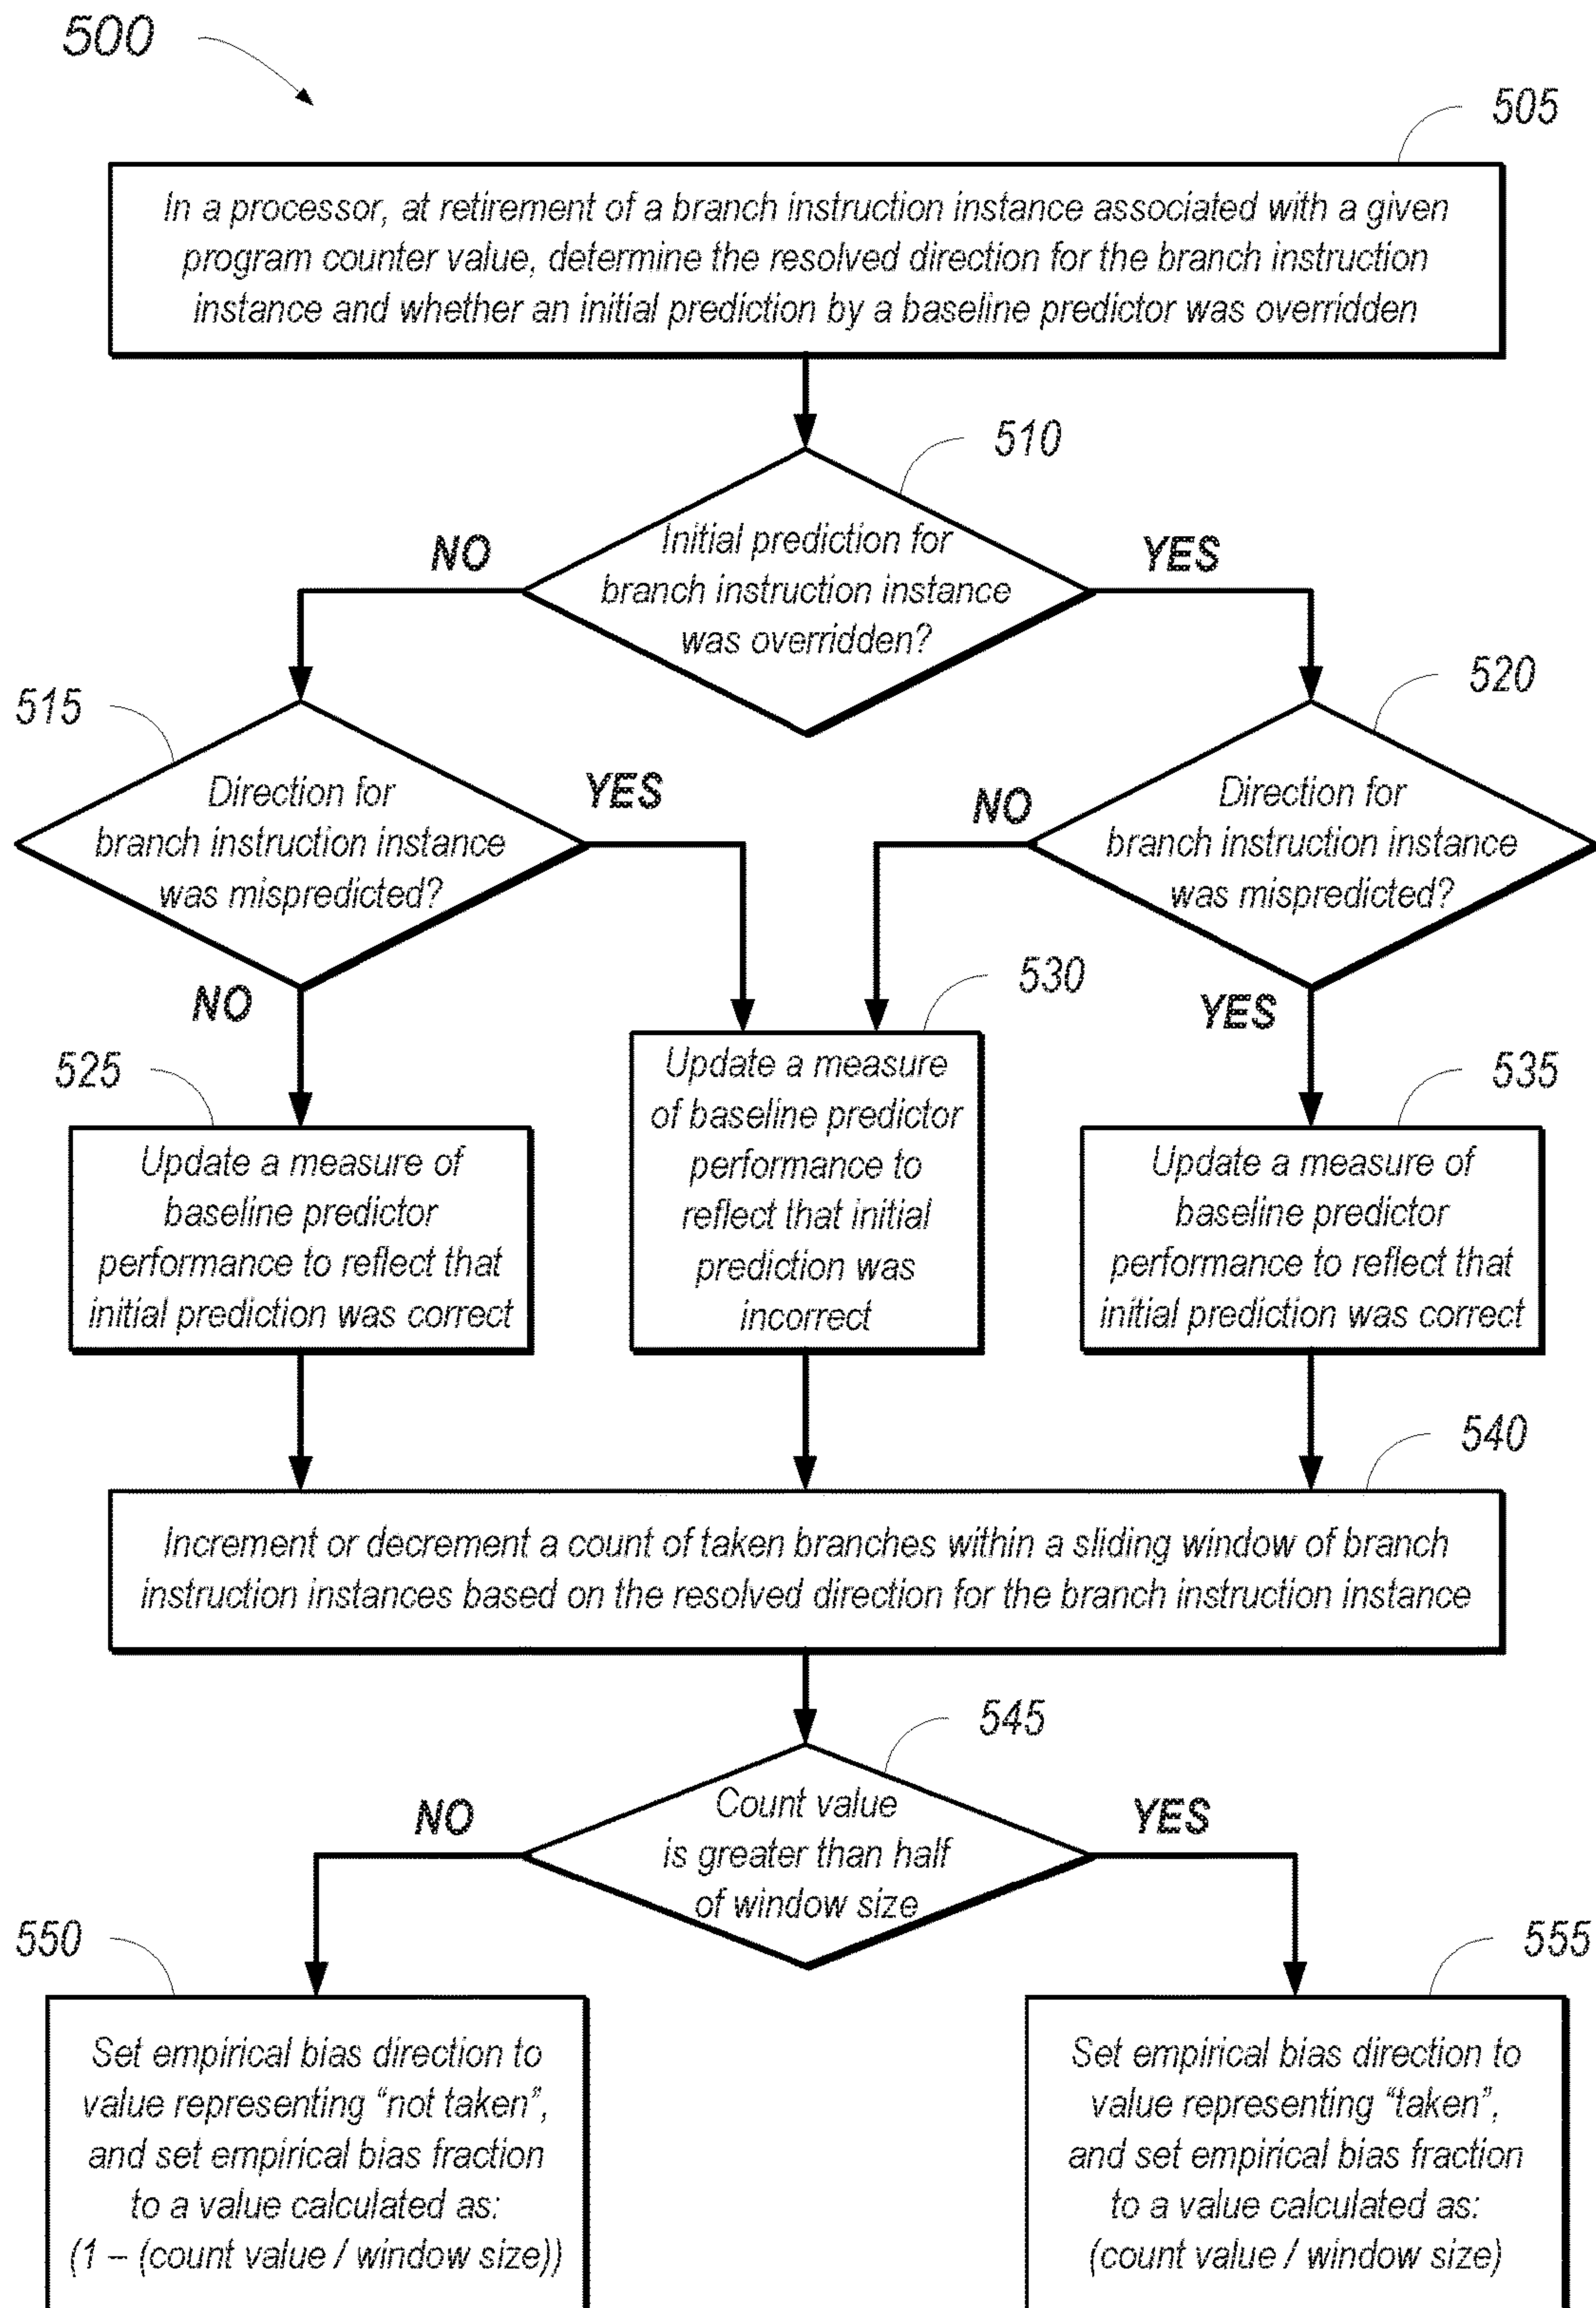 500
505
In a processor, at retirement of a branch instruction instance associated with a given
program counter value, determine the resolved direction for the branch instruction
instance and whether an initial prediction by a baseline predictor was overridden
510
Initial prediction for
branch instruction instance
was overridden?
NO
YES
515
Direction for
branch instruction instance
was mispredicted?
YES
NO
520
Direction for
branch instruction instance
was mispredicted?
NO
YES
525
Update a measure of
baseline predictor
performance to reflect that
initial prediction was correct
530
Update a measure
of baseline predictor
performance to
reflect that initial
prediction was
incorrect
535
Update a measure of
baseline predictor
performance to reflect that
initial prediction was correct
540
Increment or decrement a count of taken branches within a sliding window of branch
instruction instances based on the resolved direction for the branch instruction instance
545
Count value
is greater than half
of window size
NO
YES
550
Set empirical bias direction to
value representing “not taken”,
and set empirical bias fraction
to a value calculated as:
(1 – (count value / window size))
555
Set empirical bias direction to
value representing “taken”,
and set empirical bias fraction
to a value calculated as:
(count value / window size)